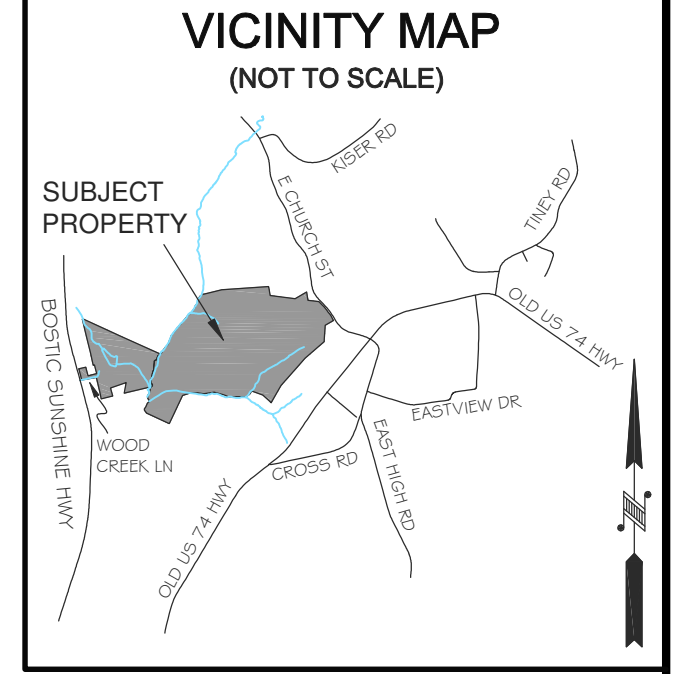 VICINITY MAP
(NOT TO SCALE)
KISER RD
SUBJECT
PROPERTY
E CHURCH ST
TINEY RD
OLD US 74 HWY
BOSTIC SUNSHINE HWY
EASTVIEW DR
WOOD
CREEK LN
CROSS RD
EAST HIGH RD
OLD US 74 HWY